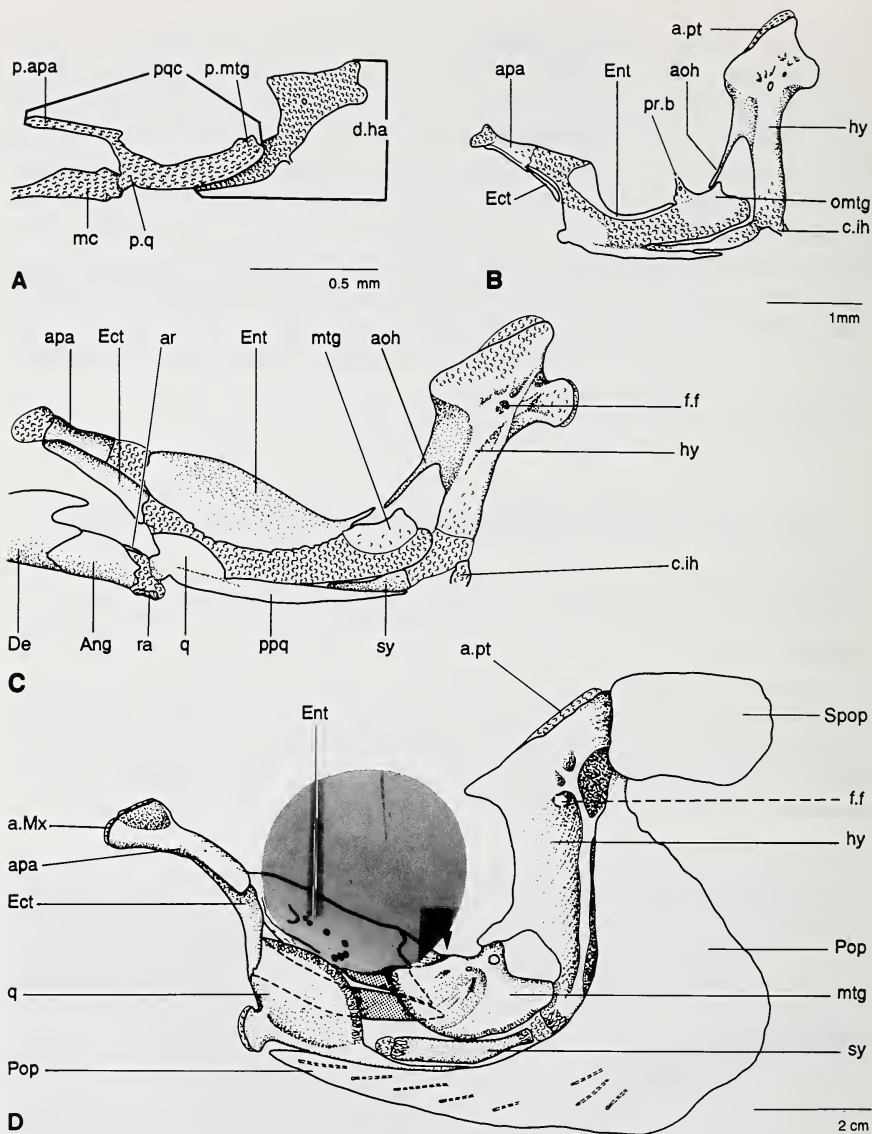 p.apa
pqc
p.mtg
d.ha
mc
p.q
A
0.5 mm
a.pt
apa
Ent
aoh
pr.b
hy
Ect
omtg
c.ih
B
1mm
apa
Ect
ar
Ent
mtg
aoh
f.f
hy
c.ih
De
Ang
ra
q
ppq
sy
C
a.pt
Ent
Spop
a.Mx
f.f
apa
hy
Ect
Pop
q
mtg
sy
Pop
D
2 cm